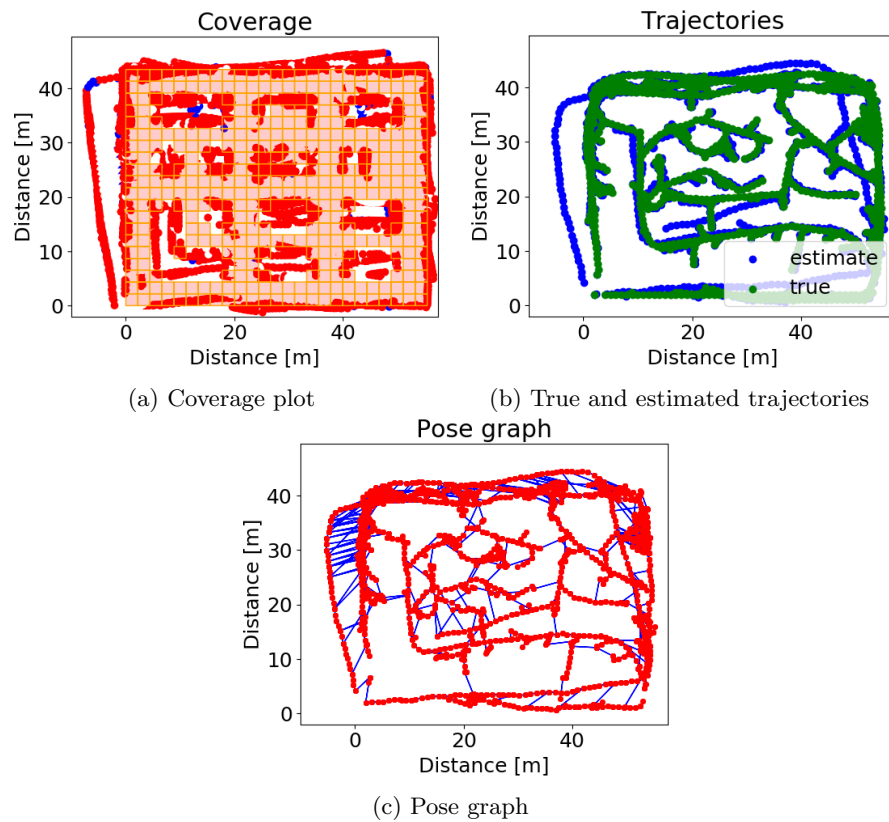 Coverage
Distance [m]
40
30
20
10
0
0 20 40
Distance [m]
(a) Coverage plot
Trajectories
Distance [m]
40
30
20
10
0
0 20 40
Distance [m]
estimate
true
(b) True and estimated trajectories
Pose graph
Distance [m]
40
30
20
10
0
0 20 40
Distance [m]
(c) Pose graph